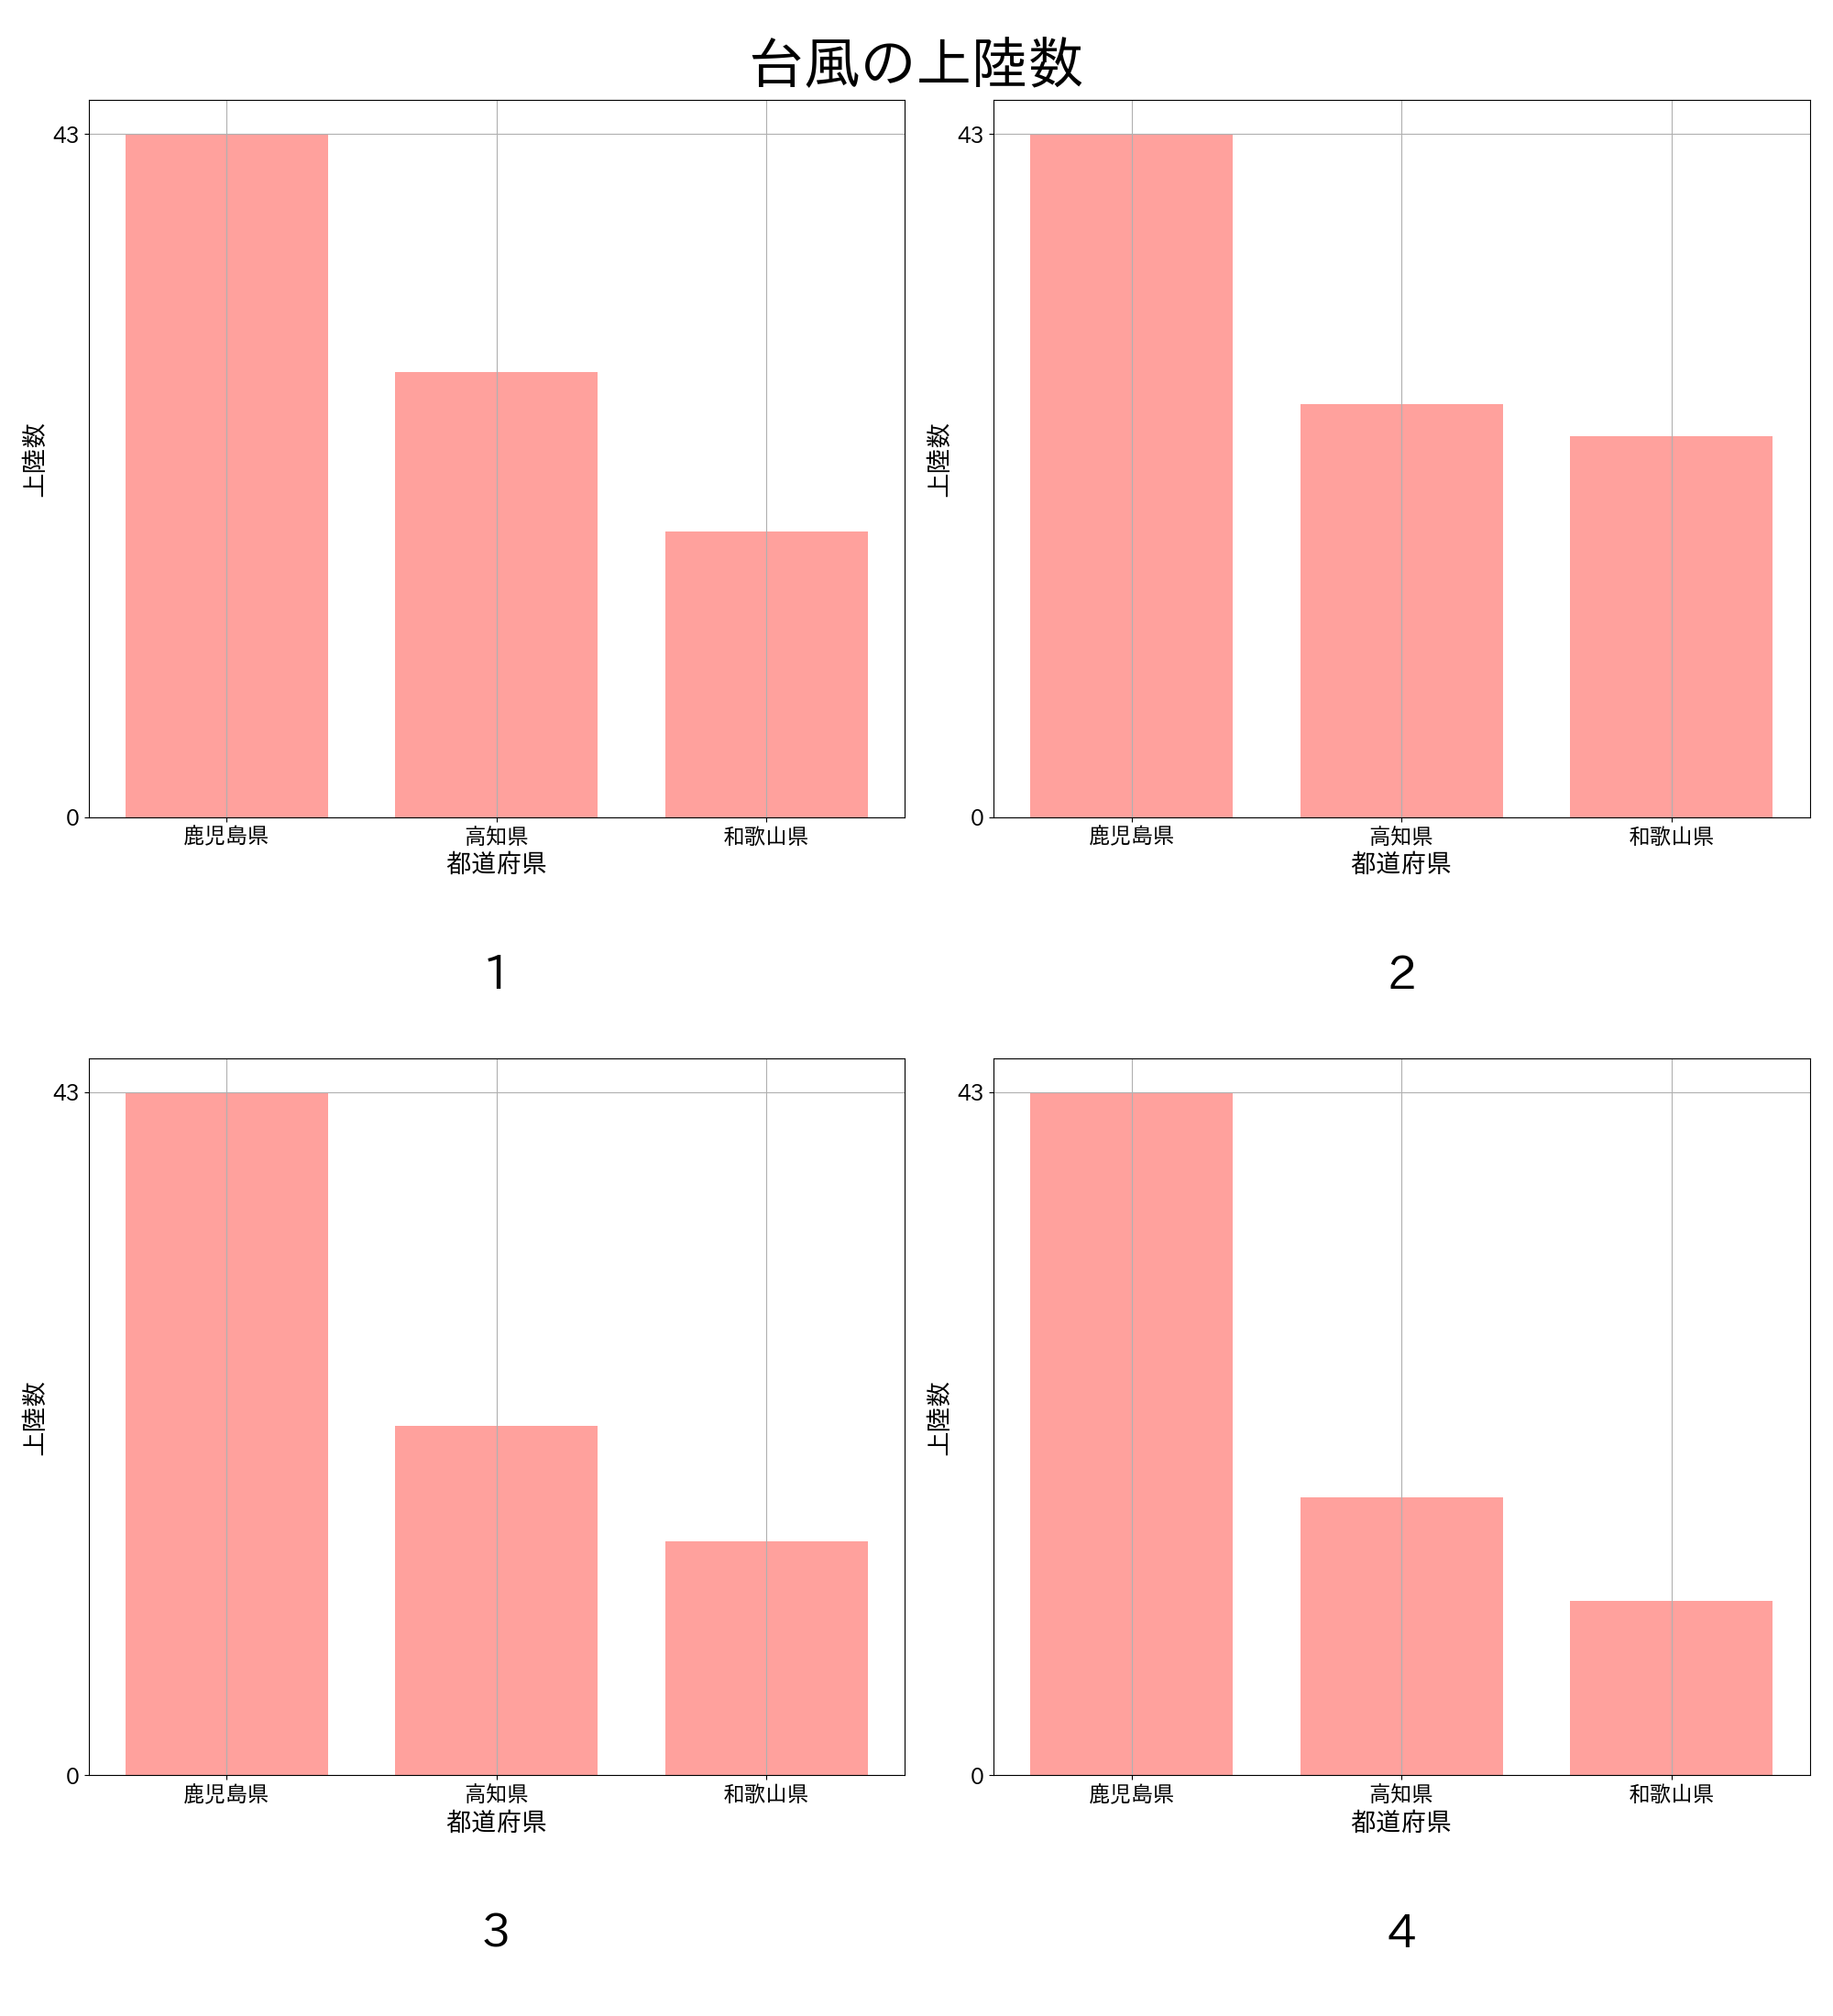 台風の上陸数
43
0
上陸数
鹿児島県 高知県 和歌山県
都道府県
1
43
0
上陸数
鹿児島県 高知県 和歌山県
都道府県
2
43
0
上陸数
鹿児島県 高知県 和歌山県
都道府県
3
43
0
上陸数
鹿児島県 高知県 和歌山県
都道府県
4